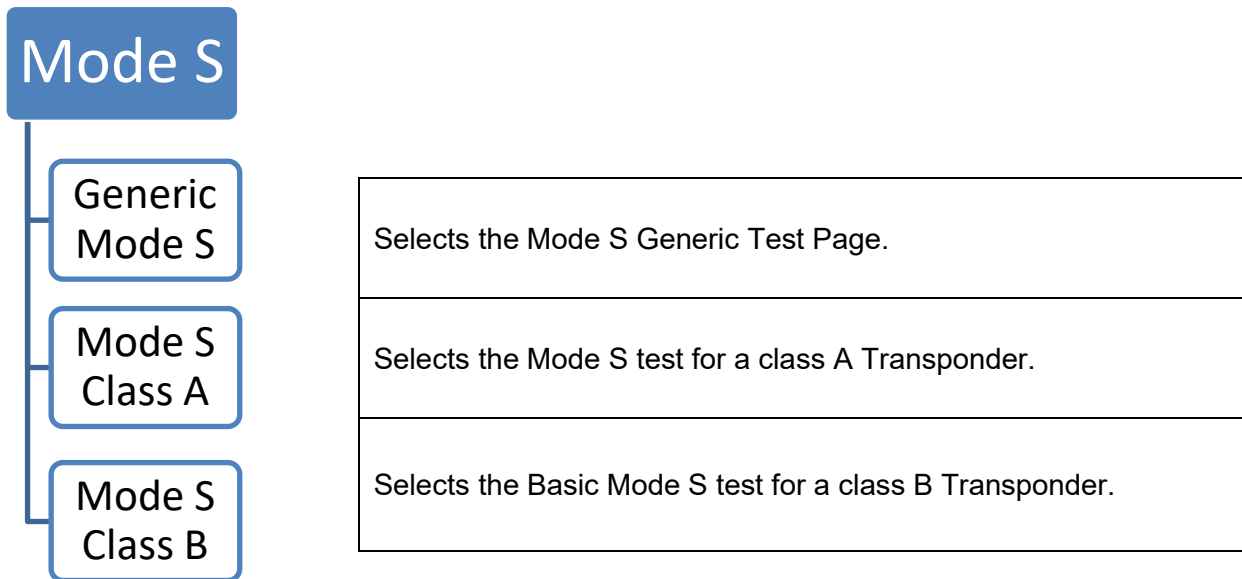 Mode S
Generic
Mode S
Selects the Mode S Generic Test Page.
Mode S
Class A
Selects the Mode S test for a class A Transponder.
Mode S
Class B
Selects the Basic Mode S test for a class B Transponder.